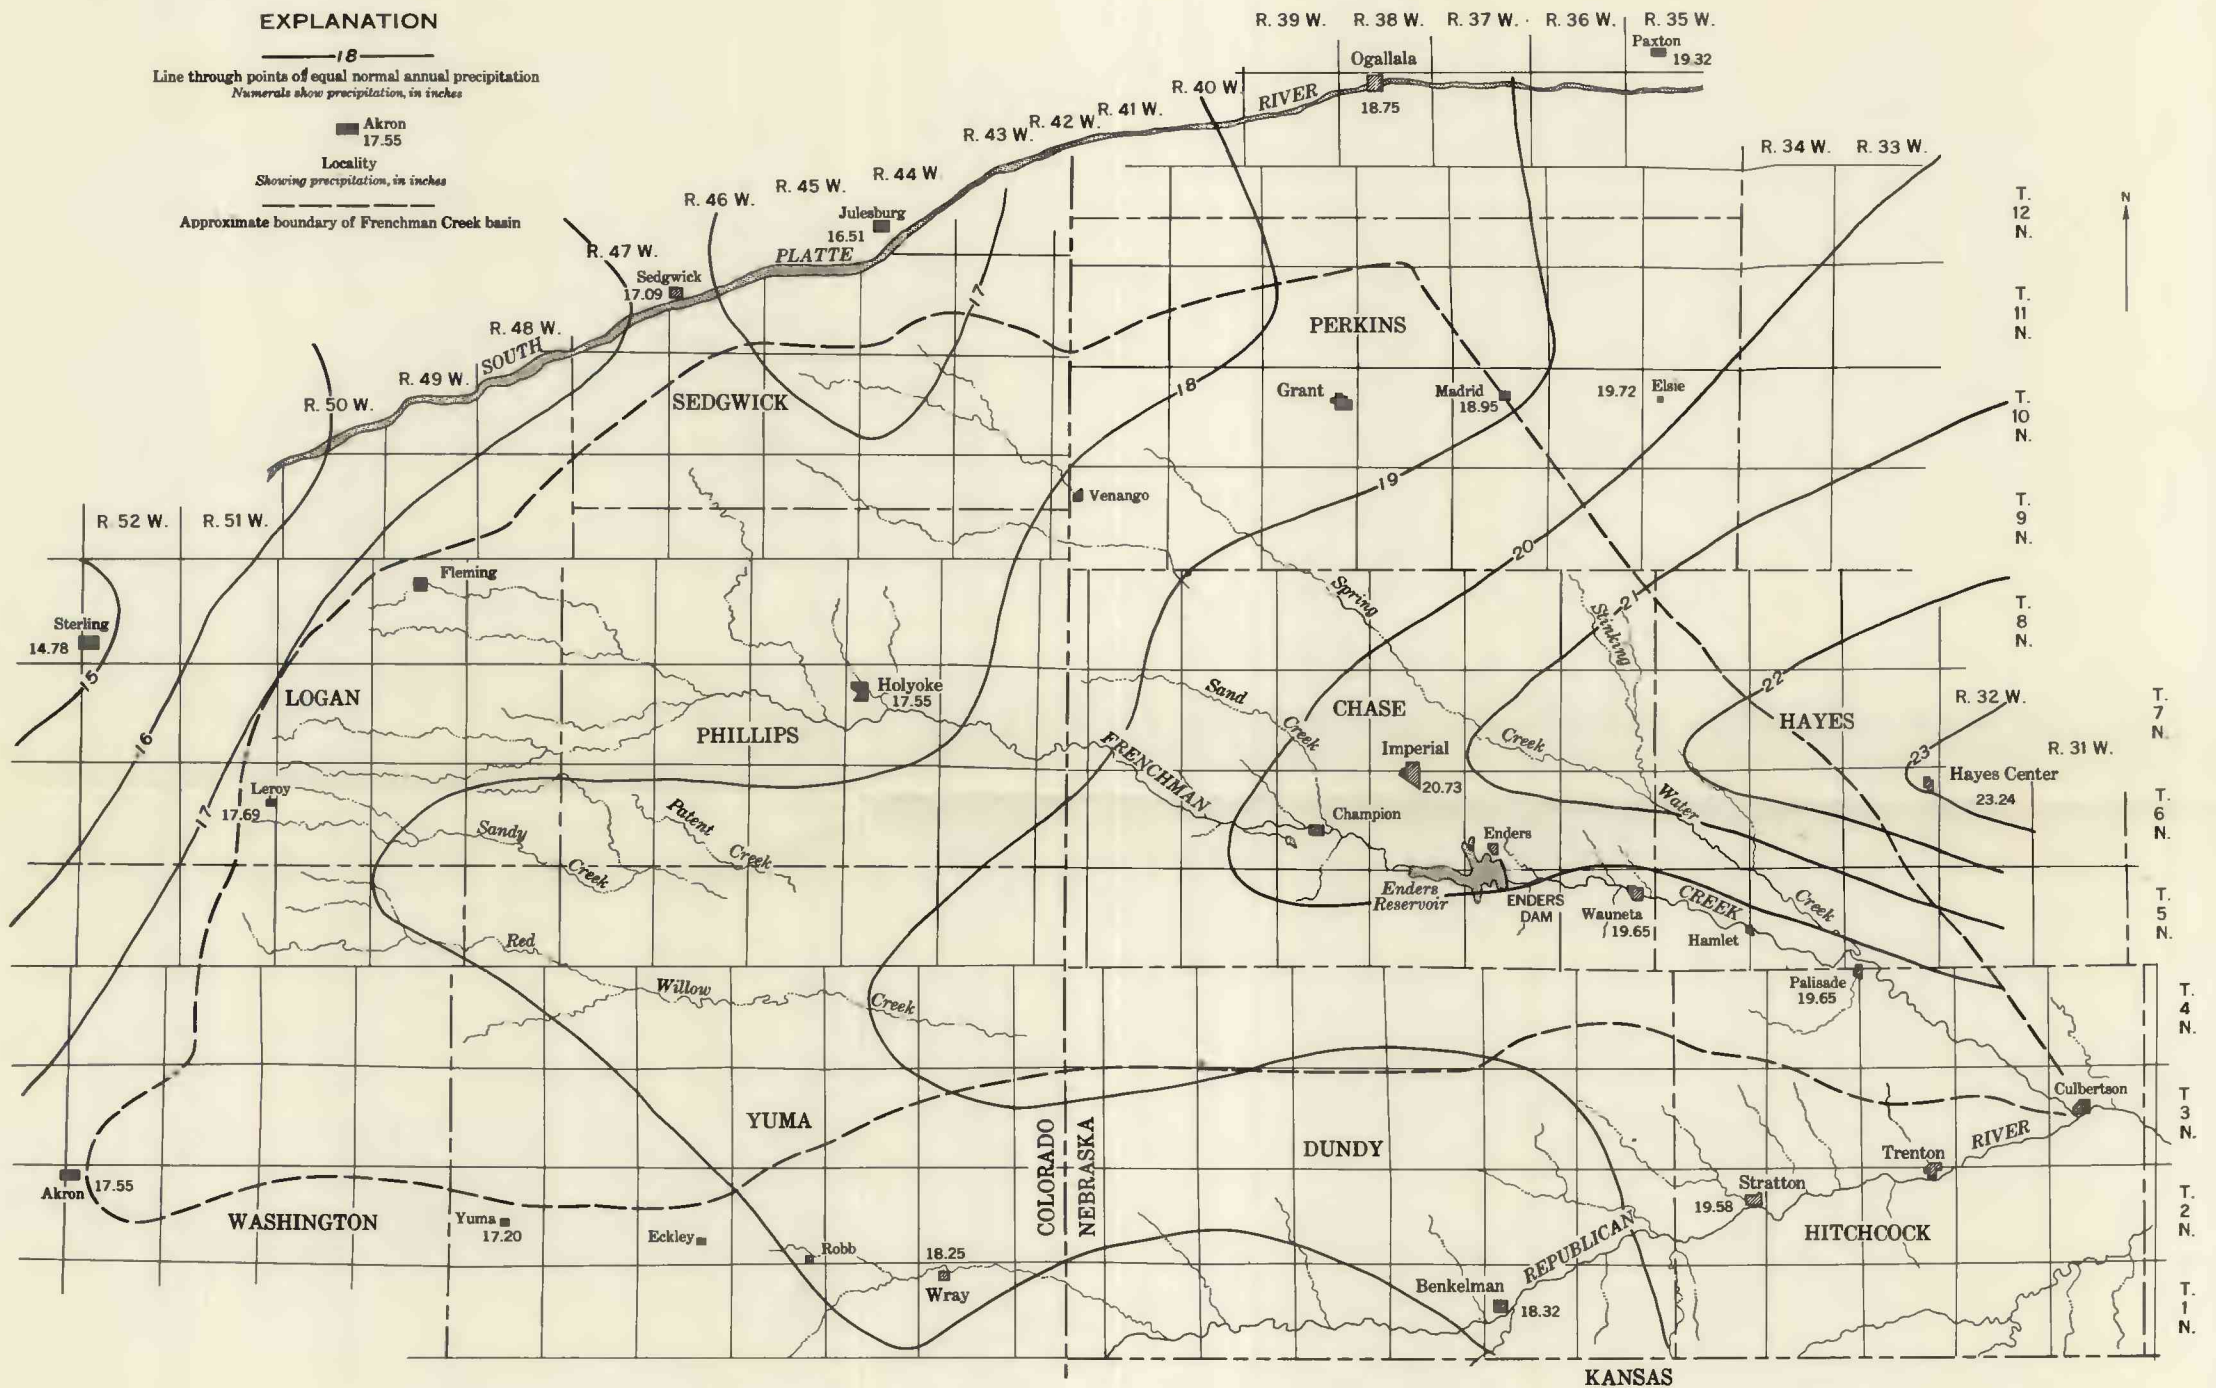 EXPLANATION
18
Line through points of equal normal annual precipitation
Numerals show precipitation, in inches
Akron
17.55
Locality
Showing precipitation, in inches
Approximate boundary of Frenchman Creek basin
R. 39 W. R. 38 W. R. 37 W. R. 36 W. R. 35 W.
Paxton
19.32
Ogallala
18.75
R. 40 W.
RIVER
R. 41 W.
R. 42 W.
R. 43 W.
R. 44 W.
R. 45 W.
R. 46 W.
R. 34 W. R. 33 W.
Julesburg
16.51
PLATTE
R. 47 W.
Sedgwick
17.09
17
R. 48 W.
SOUTH
R. 49 W.
R. 50 W.
R. 52 W. R. 51 W.
T.
12
N.
N
T.
11
N.
T.
10
N.
T.
9
N.
T.
8
N.
T.
7
N.
T.
6
N.
T.
5
N.
T.
4
N.
T
3
N.
T.
2
N.
T.
1
N.
PERKINS
SEDGWICK
18
Grant
Madrid
18.95
19.72
Elsie
19
Venango
20
Fleming
Spring
Stinking
21
Sterling
14.78
15
LOGAN
Holyoke
17.55
Sand
Creek
CHASE
22
HAYES
R. 32 W.
R. 31 W.
16
PHILLIPS
FRENCHMAN
Imperial
20.73
Creek
Water
23
Hayes Center
23.24
Leroy
17.69
17
Sandy
Creek
Patent
Creek
Champion
Enders
Enders
Reservoir
ENDERS
DAM
Wauneta
19.65
CREEK
Creek
Hamlet
Palisade
19.65
Red
Willow
Creek
YUMA
COLORADO
NEBRASKA
DUNDY
Culbertson
RIVER
Trenton
Stratton
19.58
Akron
17.55
WASHINGTON
Yuma
17.20
Eckley
Robb
18.25
Wray
REPUBLICAN
HITCHCOCK
Benkelman
18.32
KANSAS